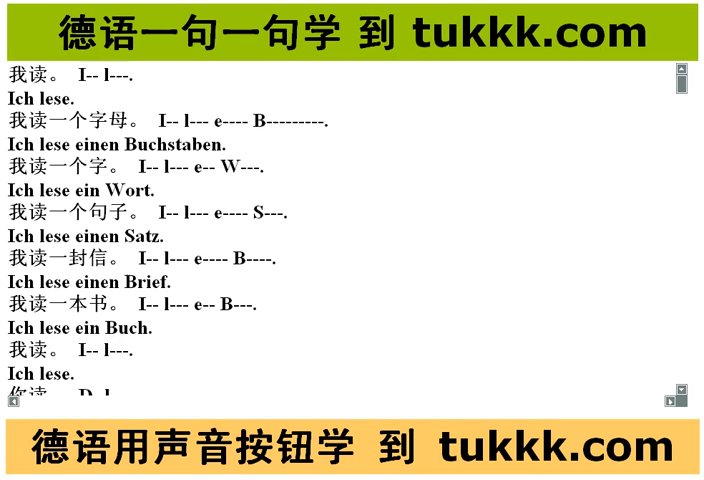 德语一句一句学 到 tukkk.com
我读。 I-- l---.
Ich lese.
我读一个字母。 I-- l--- e---- B---------.
Ich lese einen Buchstaben.
我读一个字。 I-- l--- e-- W---.
Ich lese ein Wort.
我读一个句子。 I-- l--- e---- S---.
Ich lese einen Satz.
我读一封信。 I-- l--- e---- B----.
Ich lese einen Brief.
我读一本书。 I-- l--- e-- B---.
Ich lese ein Buch.
我读。 I-- l---.
Ich lese.
德语用声音按钮学 到 tukkk.com